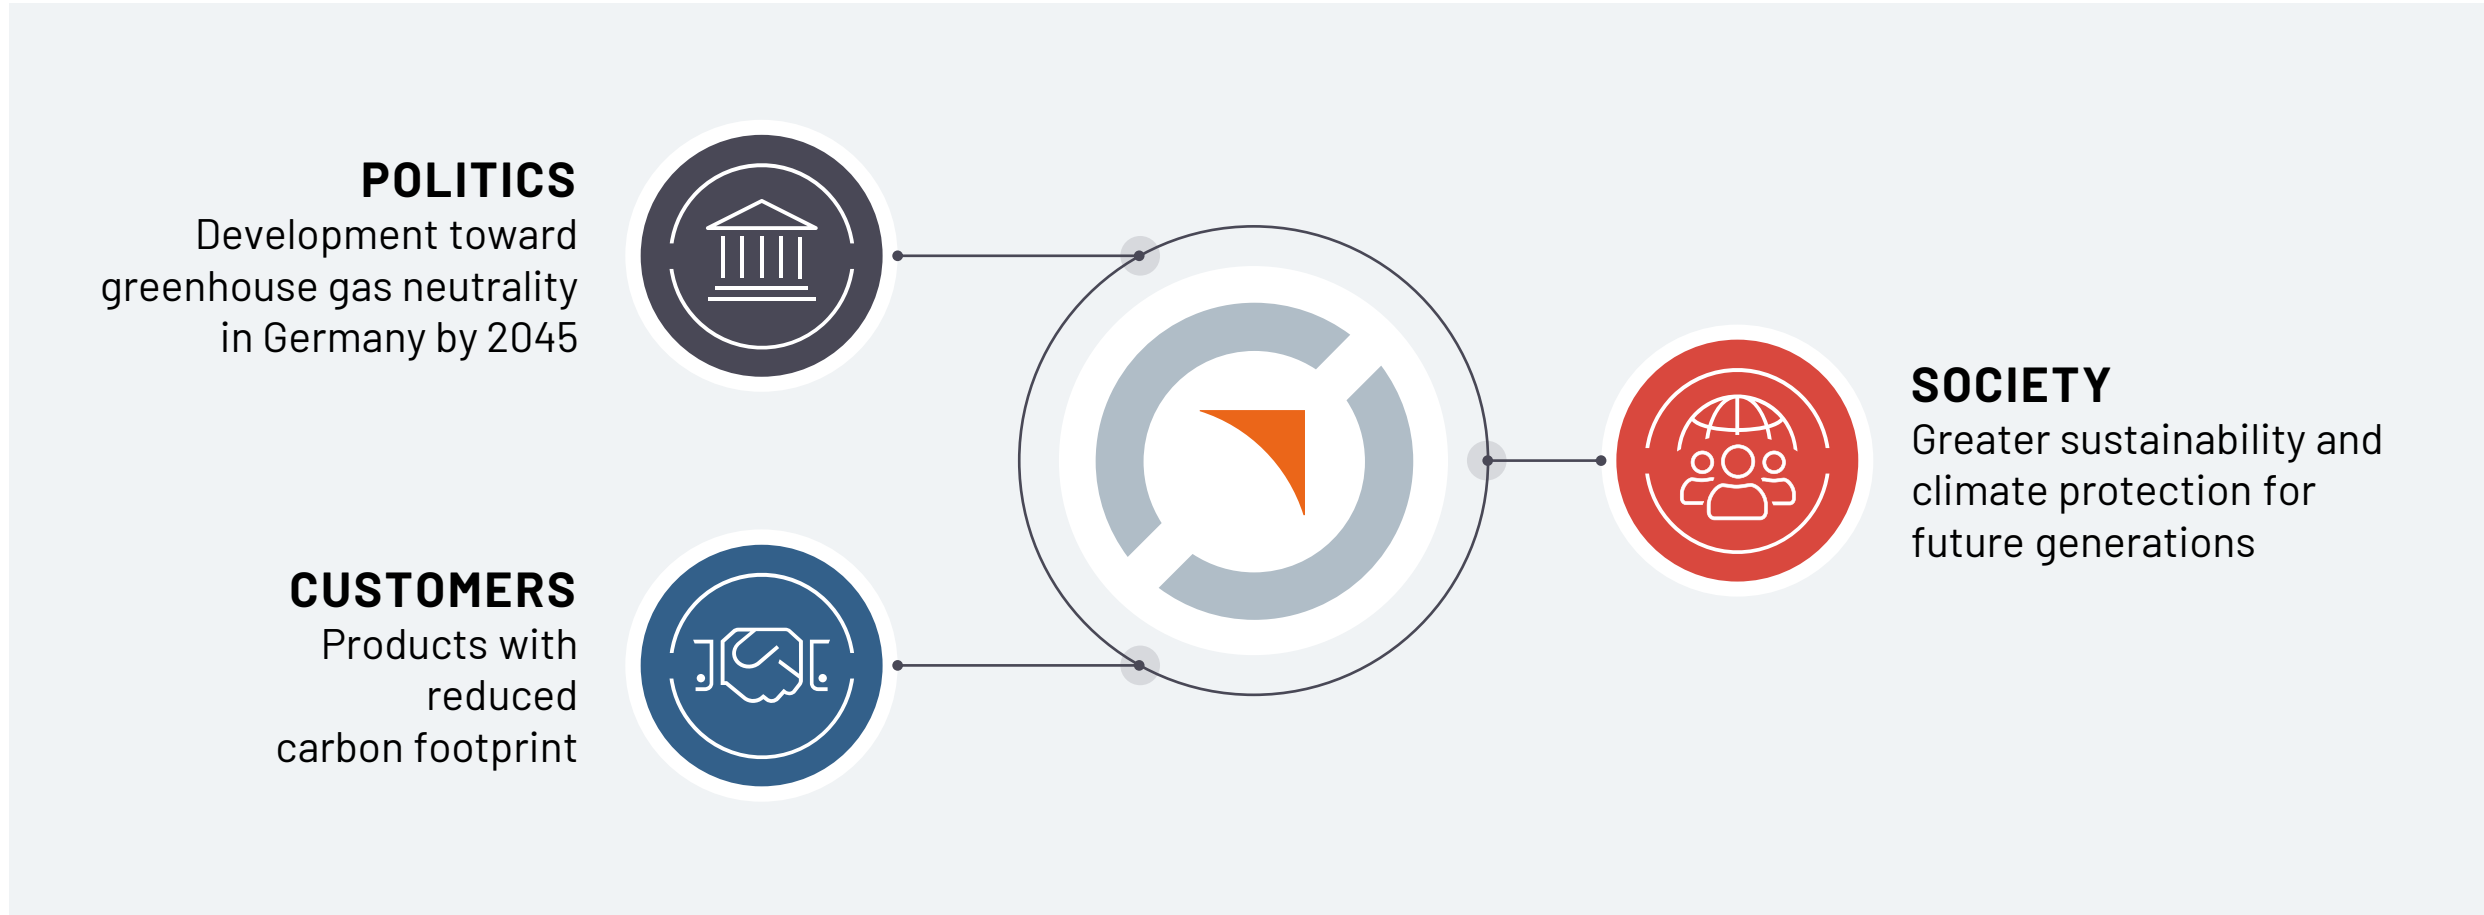 POLITICS
Development toward
greenhouse gas neutrality
in Germany by 2045
CUSTOMERS
Products with
reduced
carbon footprint
SOCIETY
Greater sustainability and
climate protection for
future generations